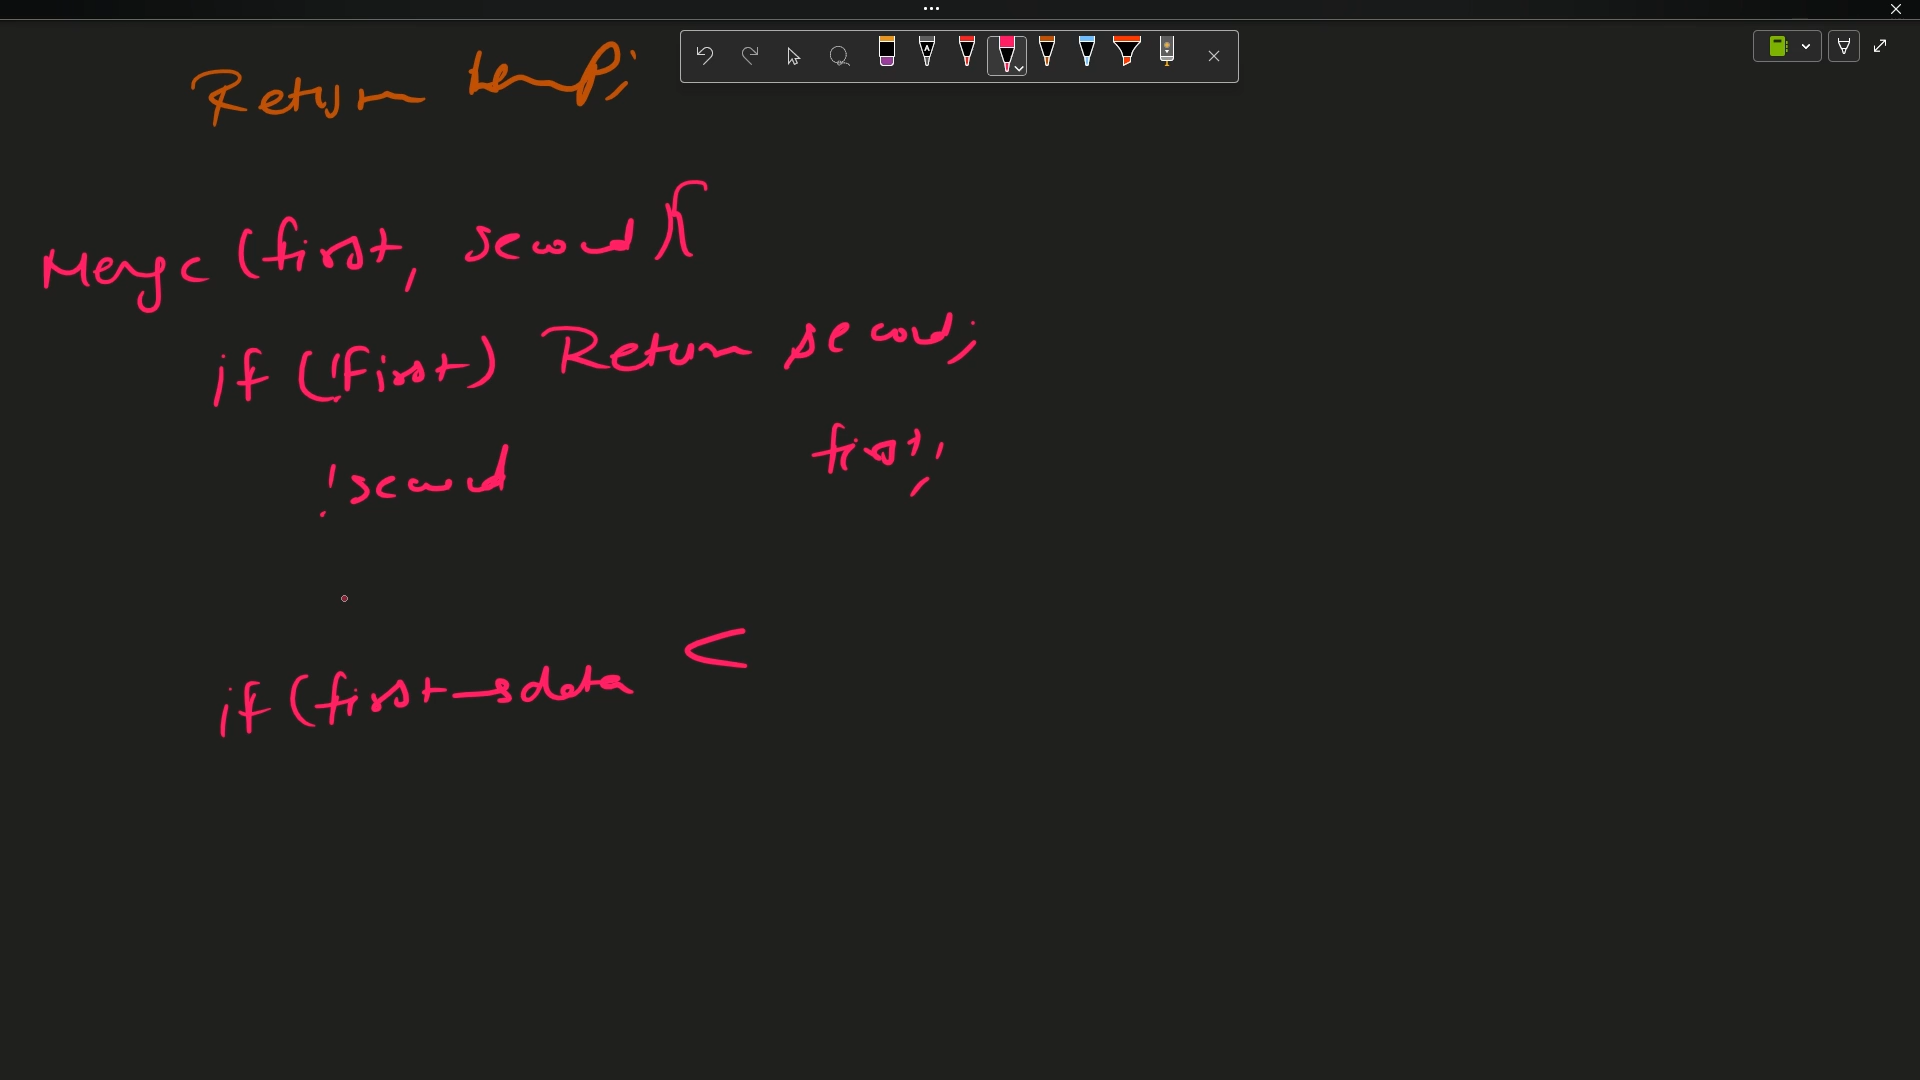 Return temp;
Merge (first, second){
if (!First) Return second;
!second first;
if (first->data <